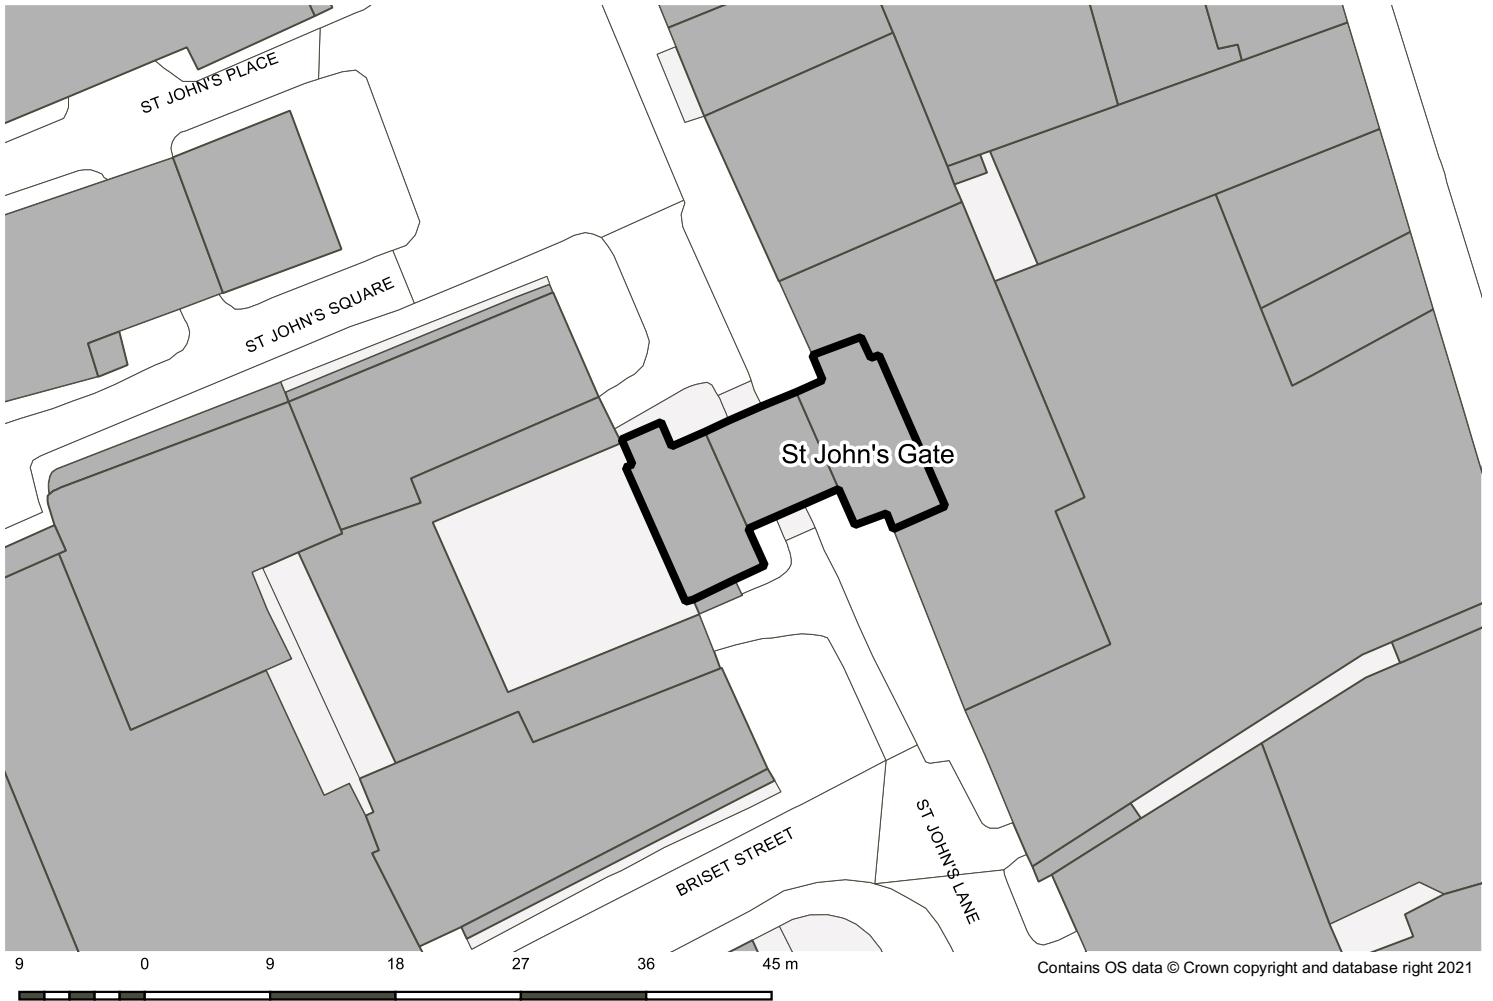 ST JOHN'S PLACE
ST JOHN'S SQUARE
St John's Gate
BRISET STREET
ST JOHN'S LANE
9 0 9 18 27 36 45 m
Contains OS data © Crown copyright and database right 2021